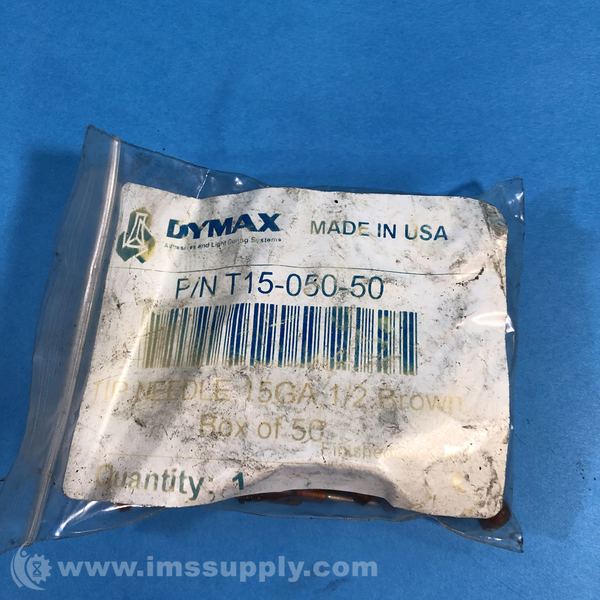 DYMAX MADE IN USA
Adhesives and Light Curing Systems
P/N T15-050-50
TIP NEEDLE 15GA 1/2 Brown
Box of 50
Finished
Quantity: 1
www.imssupply.com